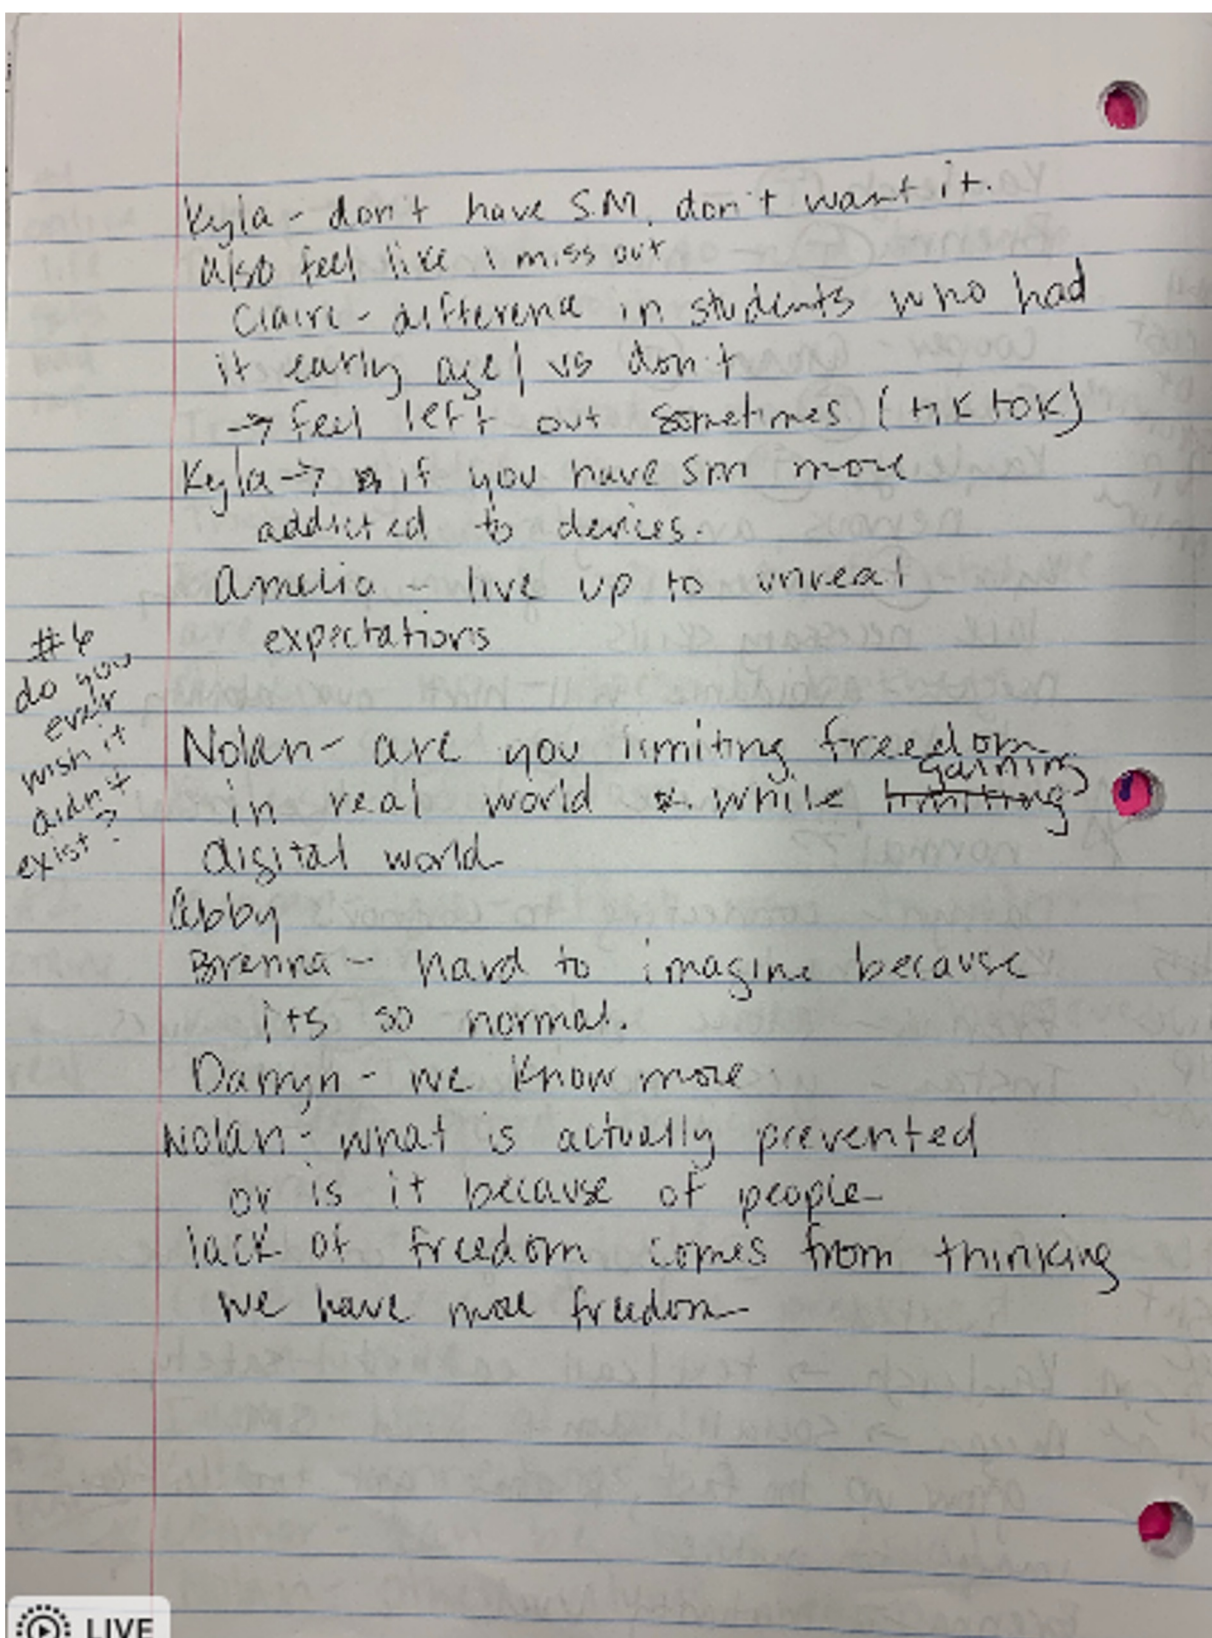 Kyla - don't have S.M, don't want it.
also feel like i miss out
Claire - difference in students who had
it early age / vs don't
→ feel left out sometimes (tiktok)
Kyla → if you have sm more
addicted to devices.
Amelia - live up to unreal
expectations
#6
do you
ever
wish it
didn't
exist?
Nolan - are you limiting freedom
in real world while limiting gaining
digital world
Abby
Brenna - hard to imagine because
its so normal.
Darryn - we know more
Nolan - what is actually prevented
or is it because of people
lack of freedom comes from thinking
we have more freedom
LIVE